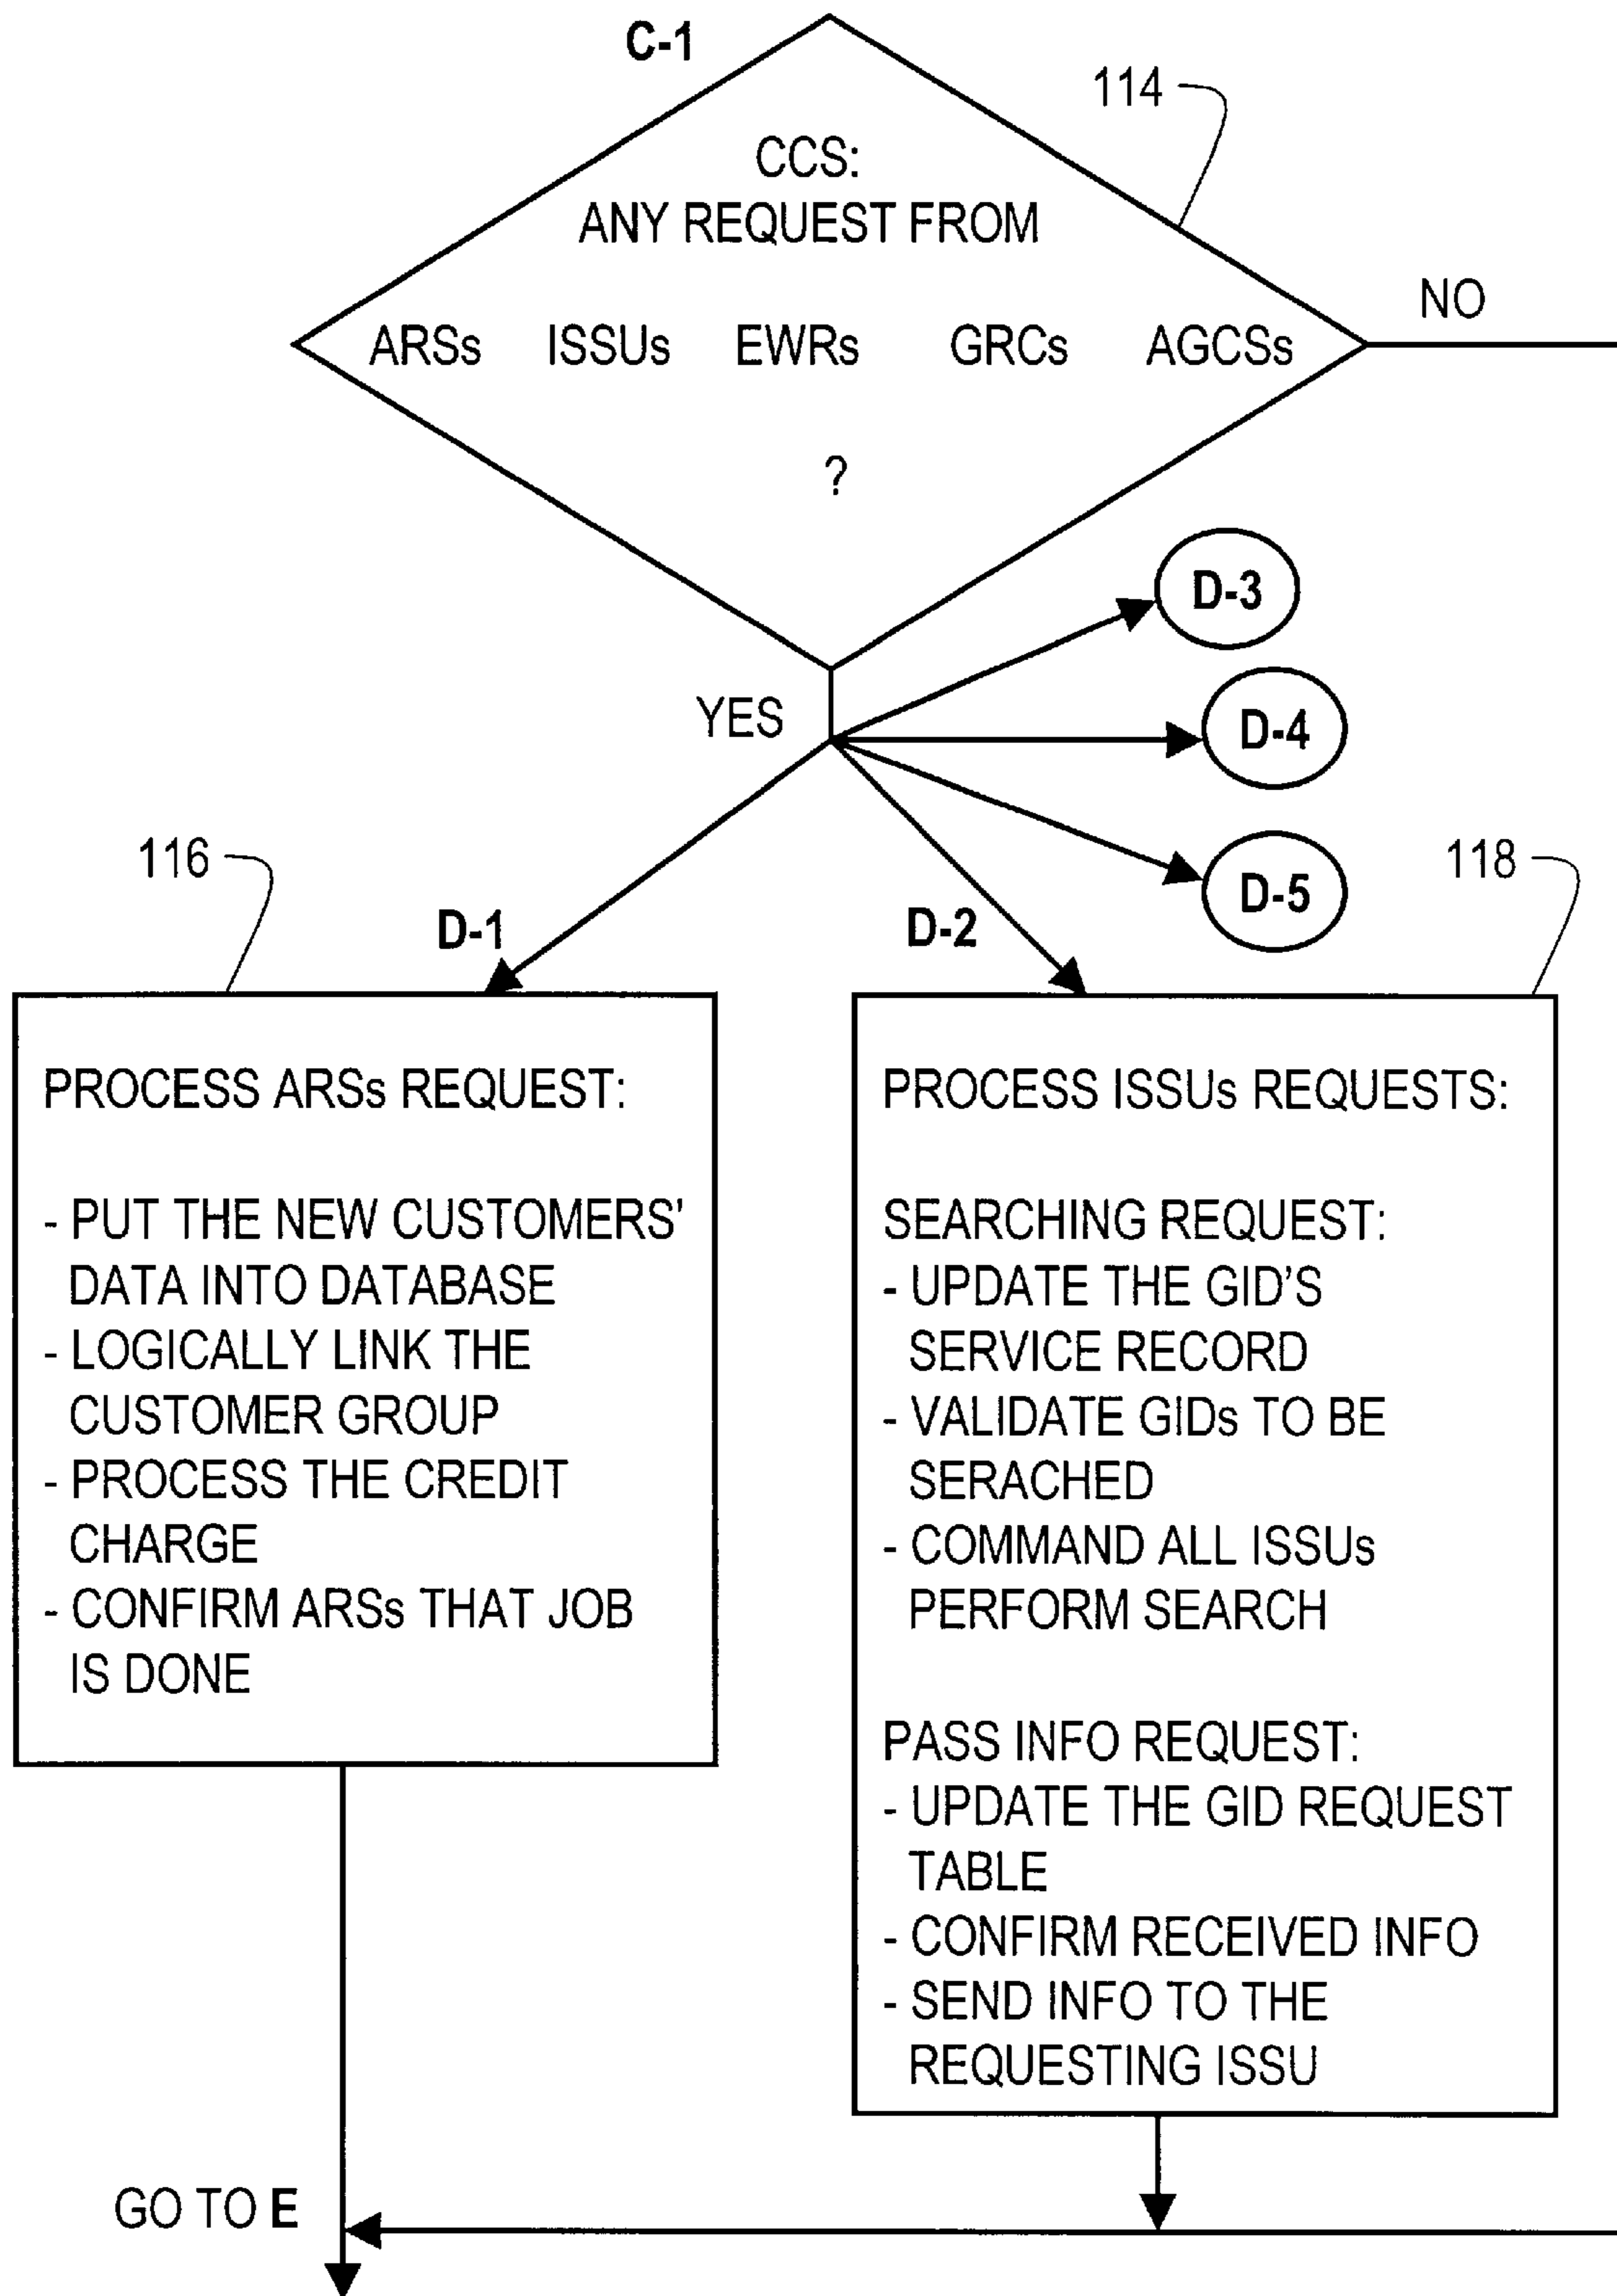 C-1
114
CCS:
ANY REQUEST FROM
ARSs ISSUs EWRs GRCs AGCSs
?
NO
YES
D-3
D-4
D-5
116
D-1
D-2
118
PROCESS ARSs REQUEST:
- PUT THE NEW CUSTOMERS'
DATA INTO DATABASE
- LOGICALLY LINK THE
CUSTOMER GROUP
- PROCESS THE CREDIT
CHARGE
- CONFIRM ARSs THAT JOB
IS DONE
PROCESS ISSUs REQUESTS:
SEARCHING REQUEST:
- UPDATE THE GID'S
SERVICE RECORD
- VALIDATE GIDs TO BE
SERACHED
- COMMAND ALL ISSUs
PERFORM SEARCH
PASS INFO REQUEST:
- UPDATE THE GID REQUEST
TABLE
- CONFIRM RECEIVED INFO
- SEND INFO TO THE
REQUESTING ISSU
GO TO E